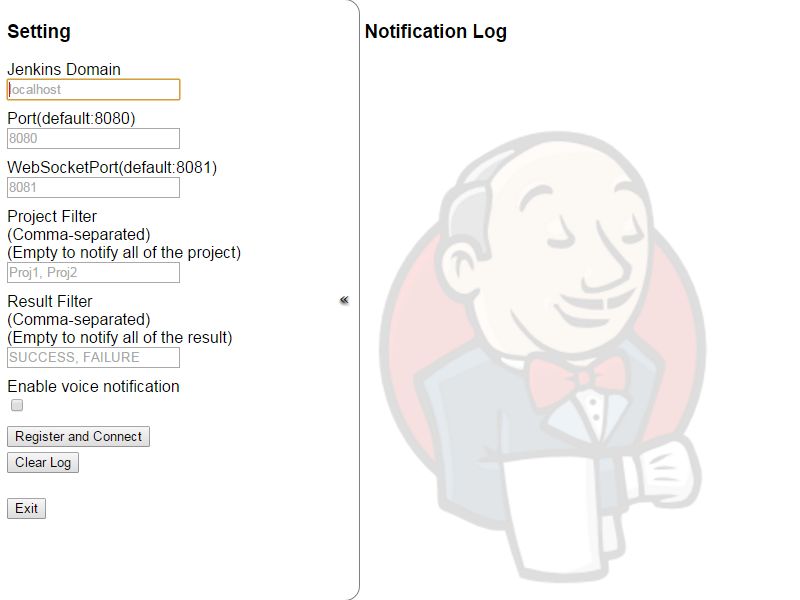 Setting
Jenkins Domain
localhost
Port(default:8080)
8080
WebSocketPort(default:8081)
8081
Project Filter
(Comma-separated)
(Empty to notify all of the project)
Proj1, Proj2
Result Filter
(Comma-separated)
(Empty to notify all of the result)
SUCCESS, FAILURE
Enable voice notification
Register and Connect
Clear Log
Exit
«
Notification Log